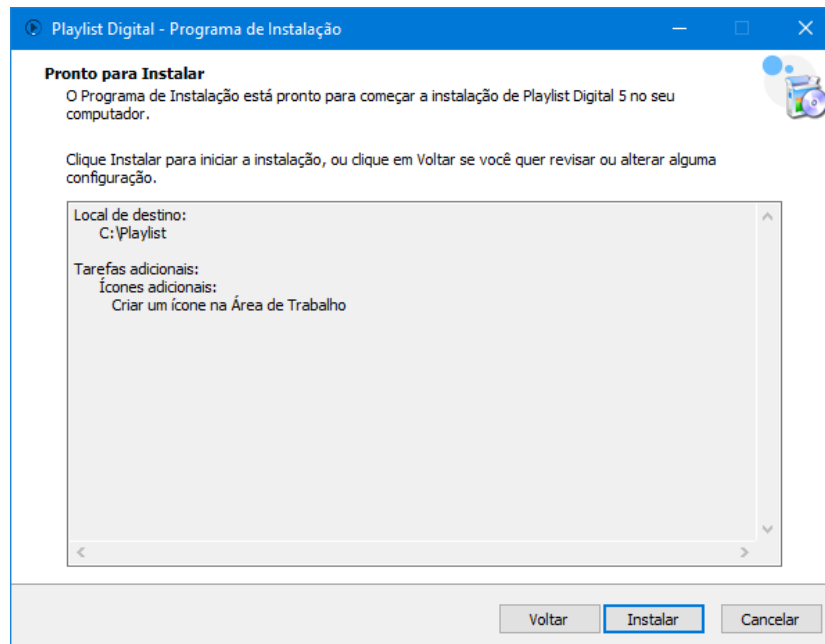 Playlist Digital - Programa de Instalação
Pronto para Instalar
O Programa de Instalação está pronto para começar a instalação de Playlist Digital 5 no seu
computador.
Clique Instalar para iniciar a instalação, ou clique em Voltar se você quer revisar ou alterar alguma
configuração.
Local de destino:
C:\Playlist
Tarefas adicionais:
Ícones adicionais:
Criar um ícone na Área de Trabalho
Voltar
Instalar
Cancelar